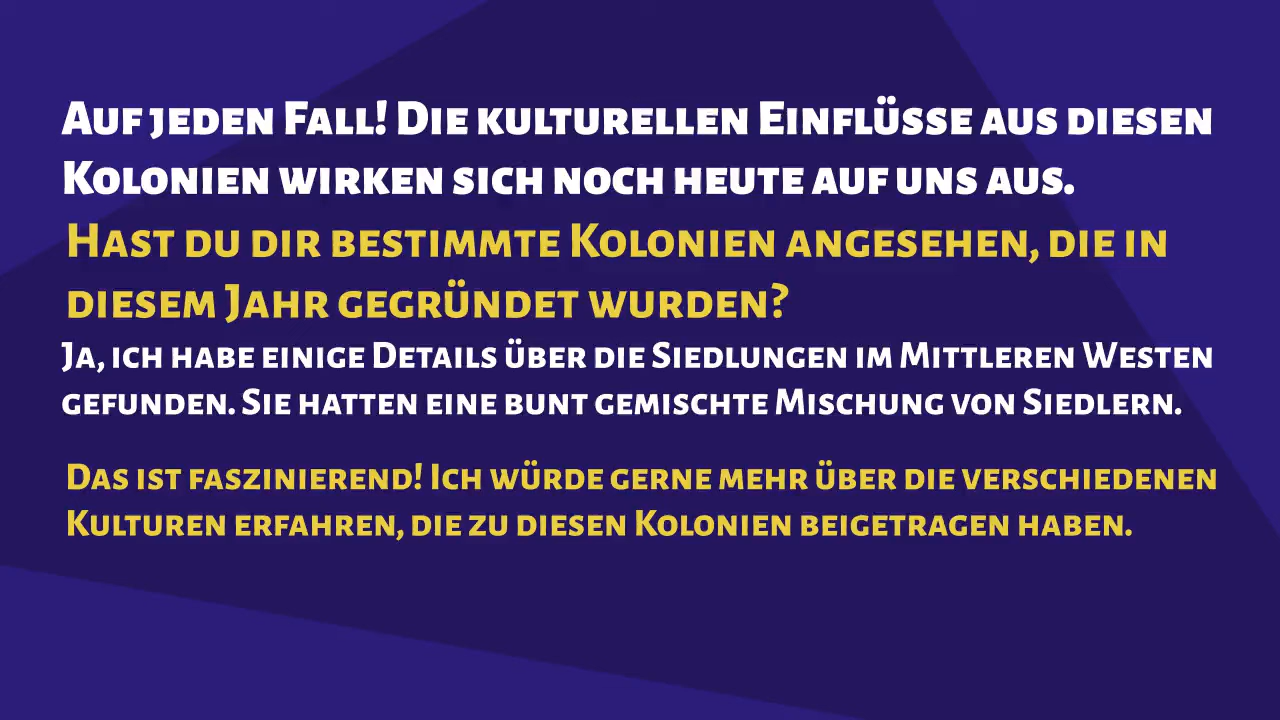 Auf jeden Fall! Die kulturellen Einflüsse aus diesen
Kolonien wirken sich noch heute auf uns aus.
Hast du dir bestimmte Kolonien angesehen, die in
diesem Jahr gegründet wurden?
Ja, ich habe einige Details über die Siedlungen im Mittleren Westen
gefunden. Sie hatten eine bunt gemischte Mischung von Siedlern.
Das ist faszinierend! Ich würde gerne mehr über die verschiedenen
Kulturen erfahren, die zu diesen Kolonien beigetragen haben.